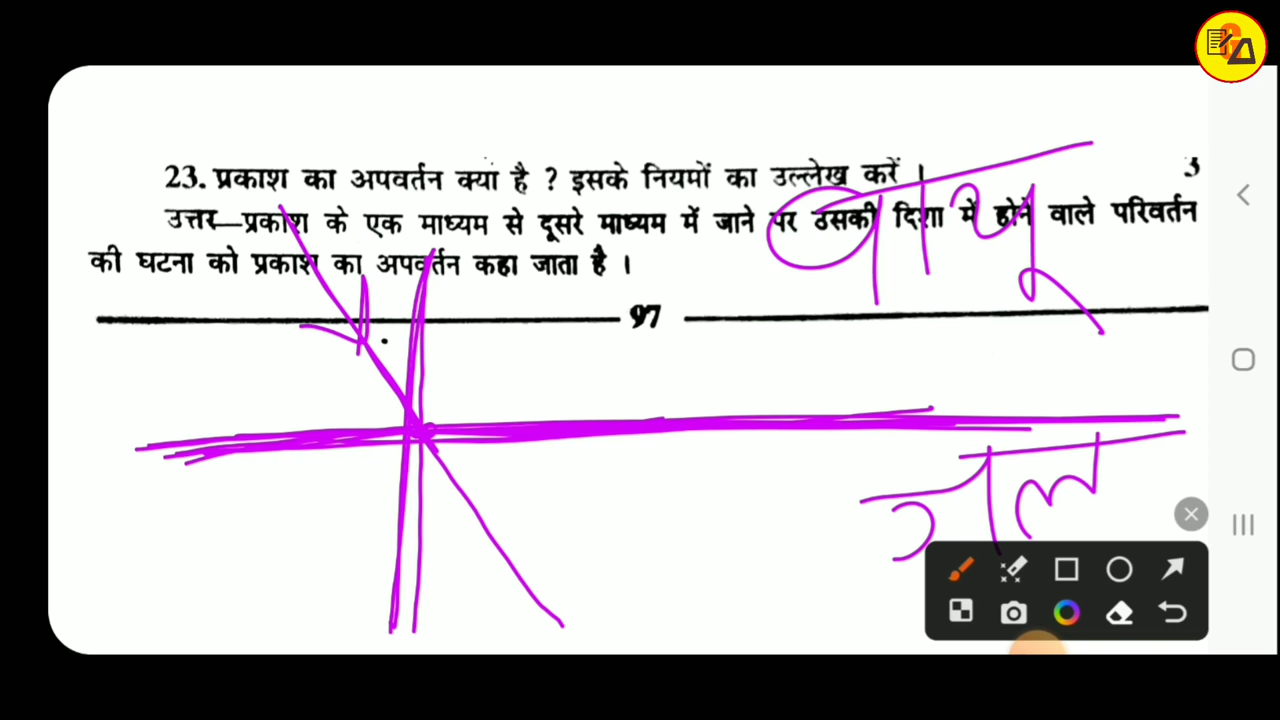 23. प्रकाश का अपवर्तन क्या है ? इसके नियमों का उल्लेख करें । 3
उत्तर—प्रकाश के एक माध्यम से दूसरे माध्यम में जाने पर उसकी दिशा में होने वाले परिवर्तन
की घटना को प्रकाश का अपवर्तन कहा जाता है ।
वायू
97
जल